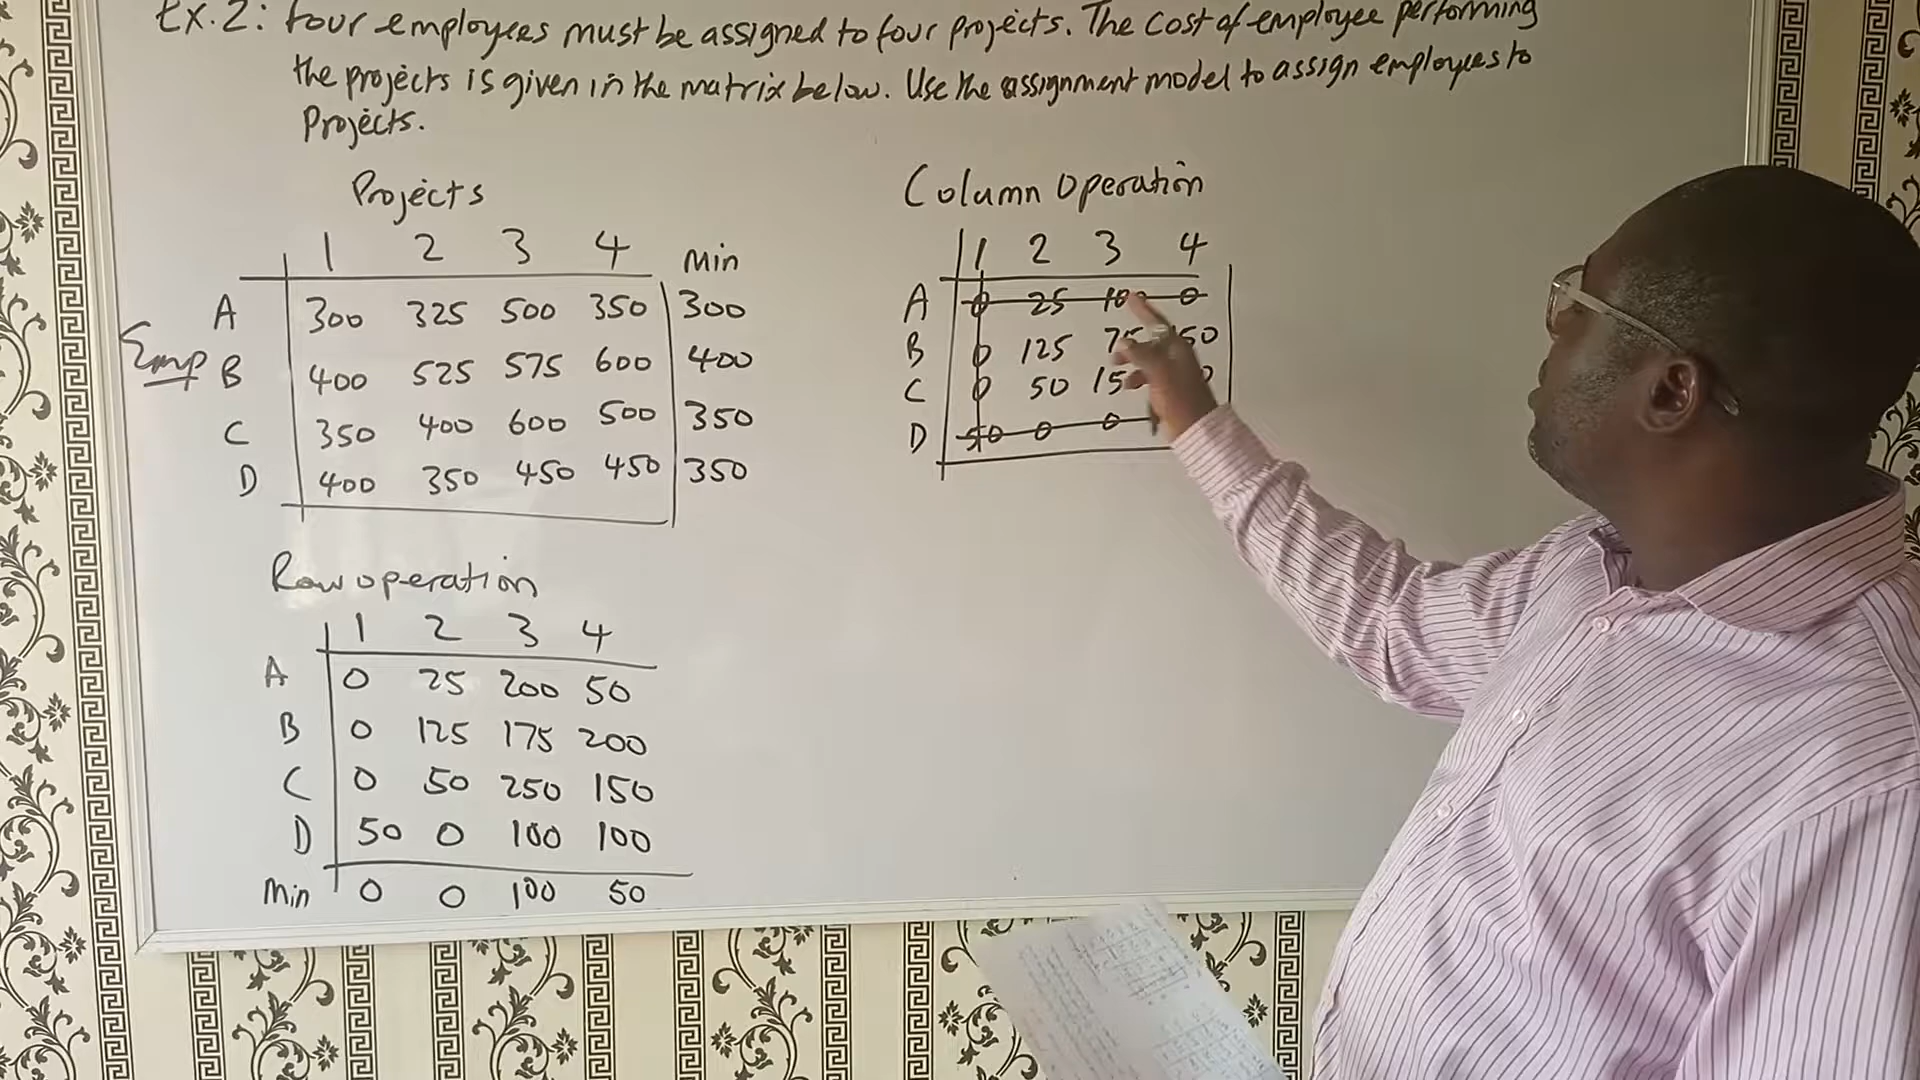 Ex.2: Four employees must be assigned to four projects. The cost of employee performing
the projects is given in the matrix below. Use the assignment model to assign employees to
Projects.
Projects
1 2 3 4 Min
A 300 325 500 350 300
Emp B 400 525 575 600 400
C 350 400 600 500 350
D 400 350 450 450 350
Row operation
1 2 3 4
A 0 25 200 50
B 0 125 175 200
C 0 50 250 150
D 50 0 100 100
Min 0 0 100 50
Column Operation
1 2 3 4
A 0 25 100 0
B 0 125 75
C 0 50
D 50 0 0